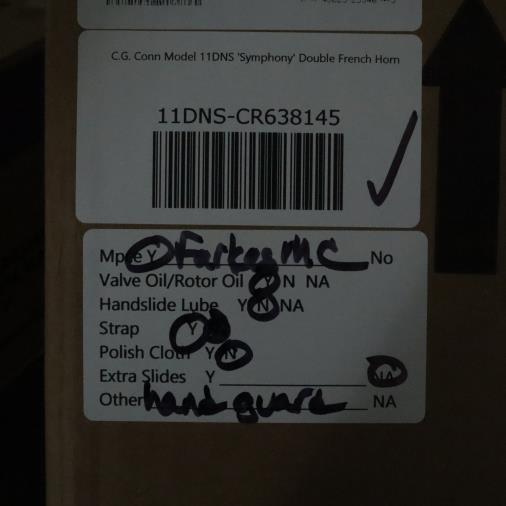 C.G. Conn Model 11DNS 'Symphony' Double French Horn
11DNS-CR638145
Mpce Y Farkas MC No
Valve Oil/Rotor Oil Y N NA
Handslide Lube Y N NA
Strap Y
Polish Cloth Y N
Extra Slides Y NA
Other hand guard NA